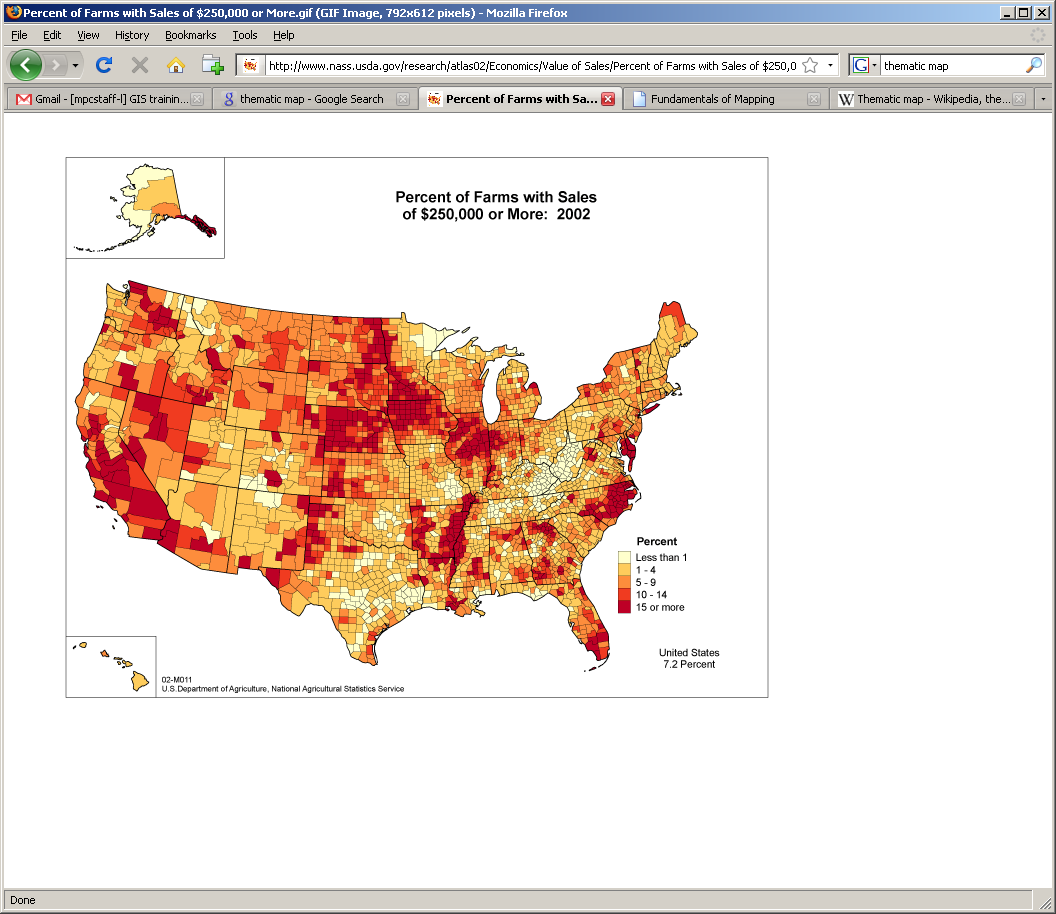 Percent of Farms with Sales of $250,000 or More.gif (GIF Image, 792x612 pixels) - Mozilla Firefox
File Edit View History Bookmarks Tools Help
http://www.nass.usda.gov/research/atlas02/Economics/Value of Sales/Percent of Farms with Sales of $250,0
G thematic map
Gmail - [mpcstaff-l] GIS trainin... thematic map - Google Search Percent of Farms with Sa... Fundamentals of Mapping W Thematic map - Wikipedia, the...
Percent of Farms with Sales
of $250,000 or More: 2002
Percent
Less than 1
1 - 4
5 - 9
10 - 14
15 or more
United States
7.2 Percent
02-M011
U.S.Department of Agriculture, National Agricultural Statistics Service
Done